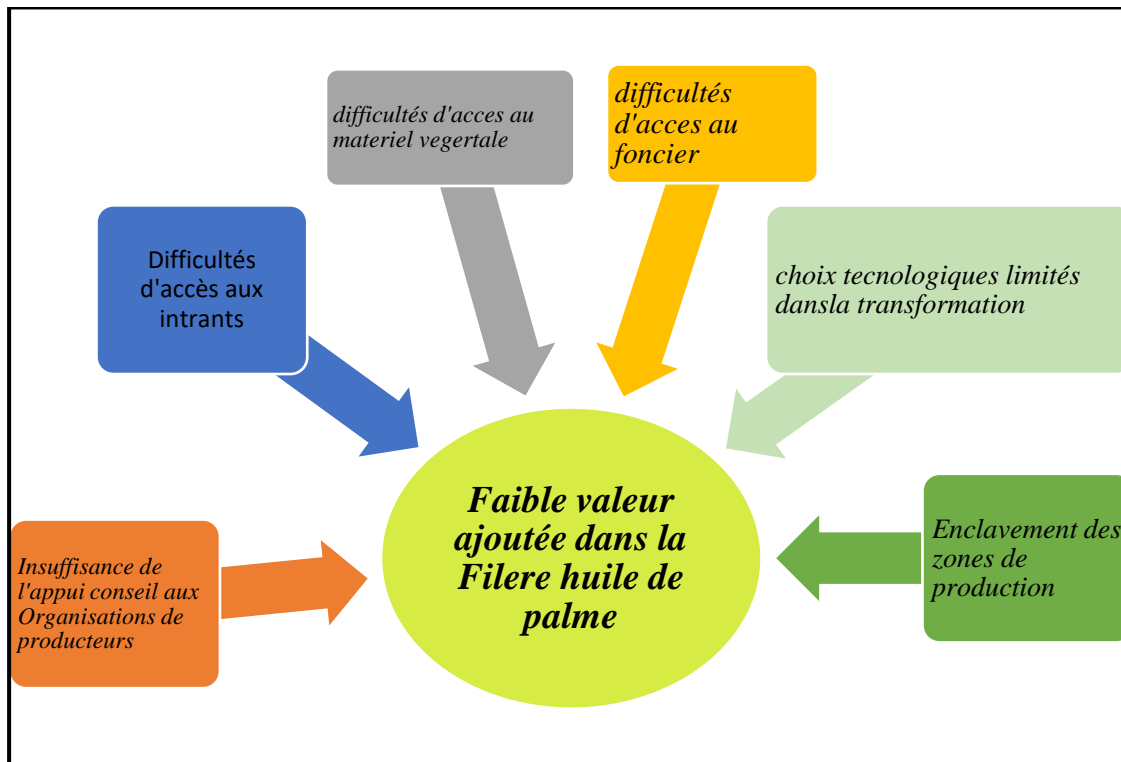 difficultés d'acces au
materiel vegertale
difficultés
d'acces au
foncier
Difficultés
d'accès aux
intrants
choix tecnologiques limités
dansla transformation
Faible valeur
ajoutée dans la
Filere huile de
palme
Insuffisance de
l'appui conseil aux
Organisations de
producteurs
Enclavement des
zones de
production